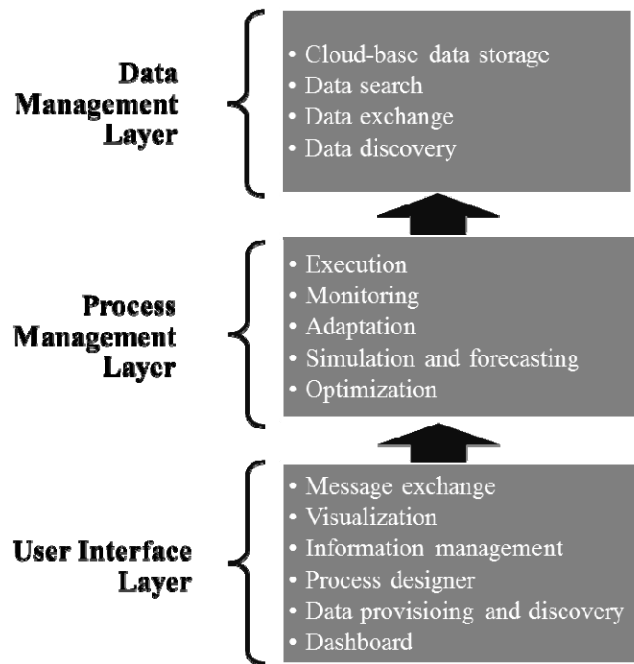 Data
Management
Layer
• Cloud-base data storage
• Data search
• Data exchange
• Data discovery
Process
Management
Layer
• Execution
• Monitoring
• Adaptation
• Simulation and forecasting
• Optimization
User Interface
Layer
• Message exchange
• Visualization
• Information management
• Process designer
• Data provisioing and discovery
• Dashboard